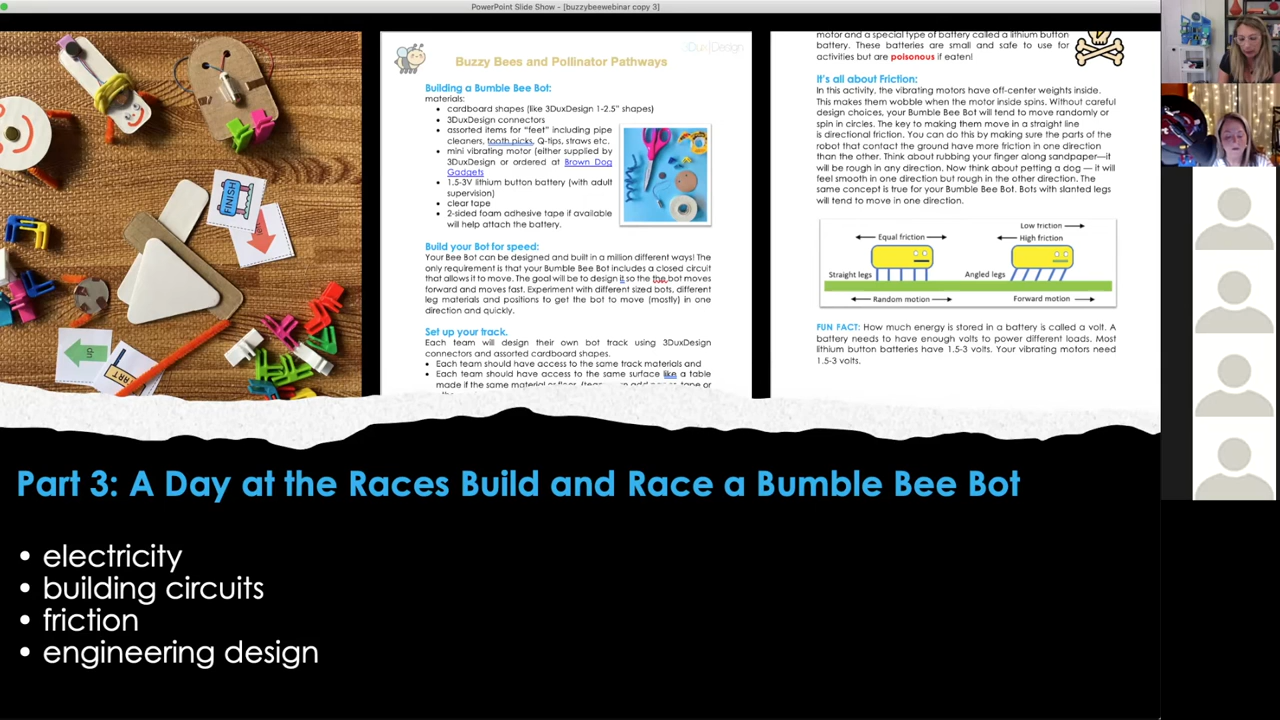 PowerPoint Slide Show - [buzzybeewebinar copy 3]
3Dux|Design
Buzzy Bees and Pollinator Pathways
Building a Bumble Bee Bot:
materials:
• cardboard shapes (like 3DuxDesign 1-2.5" shapes)
• 3DuxDesign connectors
• assorted items for "feet" including pipe
cleaners, tooth picks, Q-tips, straws etc.
• mini vibrating motor (either supplied by
3DuxDesign or ordered at Brown Dog
Gadgets
• 1.5-3V lithium button battery (with adult
supervision)
• clear tape
• 2-sided foam adhesive tape if available
will help attach the battery.
Build your Bot for speed:
Your Bee Bot can be designed and built in a million different ways! The
only requirement is that your Bumble Bee Bot includes a closed circuit
that allows it to move. The goal will be to design it so the the bot moves
forward and moves fast. Experiment with different sized bots, different
leg materials and positions to get the bot to move (mostly) in one
direction and quickly.
Set up your track.
Each team will design their own bot track using 3DuxDesign
connectors and assorted cardboard shapes.
• Each team should have access to the same track materials and
• Each team should have access to the same surface like a table
made if the same material or floor.
motor and a special type of battery called a lithium button
battery. These batteries are small and safe to use for
activities but are poisonous if eaten!
It's all about Friction:
In this activity, the vibrating motors have off-center weights inside.
This makes them wobble when the motor inside spins. Without careful
design choices, your Bumble Bee Bot will tend to move randomly or
spin in circles. The key to making them move in a straight line
is directional friction. You can do this by making sure the parts of the
robot that contact the ground have more friction in one direction
than the other. Think about rubbing your finger along sandpaper—it
will be rough in any direction. Now think about petting a dog — it will
feel smooth in one direction but rough in the other direction. The
same concept is true for your Bumble Bee Bot. Bots with slanted legs
will tend to move in one direction.
Low friction
Equal friction
High friction
Straight legs
Angled legs
Random motion
Forward motion
FUN FACT: How much energy is stored in a battery is called a volt. A
battery needs to have enough volts to power different loads. Most
lithium button batteries have 1.5-3 volts. Your vibrating motors need
1.5-3 volts.
FINISH
left
up
START
Part 3: A Day at the Races Build and Race a Bumble Bee Bot
• electricity
• building circuits
• friction
• engineering design